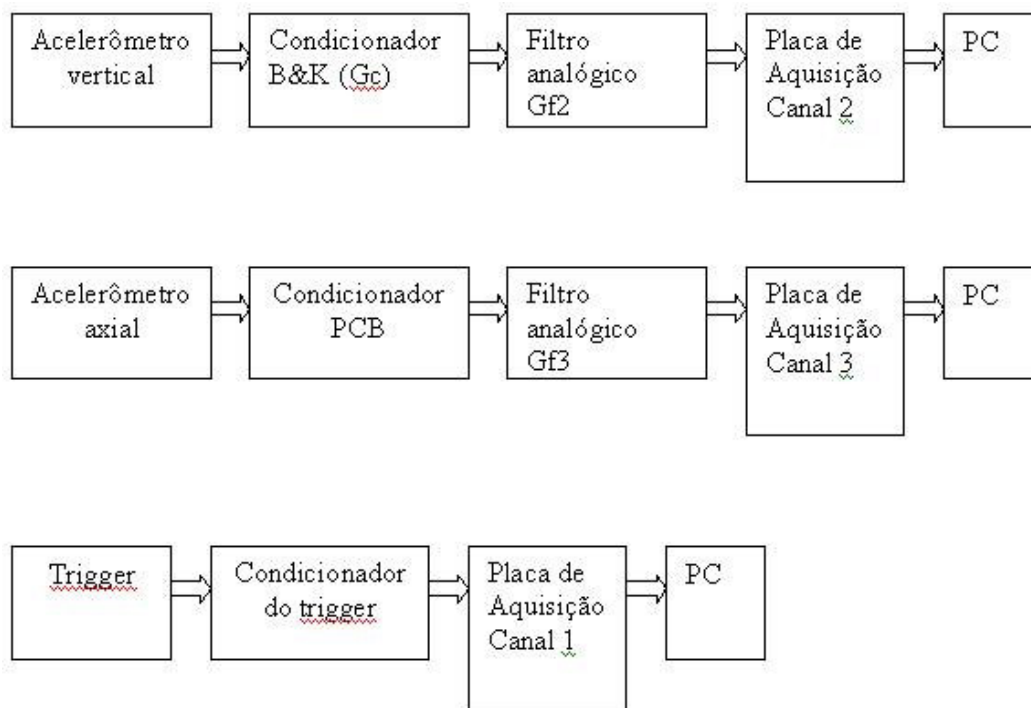 Acelerômetro
vertical
Condicionador
B&K (Gc)
Filtro
analógico
Gf2
Placa de
Aquisição
Canal 2
PC
Acelerômetro
axial
Condicionador
PCB
Filtro
analógico
Gf3
Placa de
Aquisição
Canal 3
PC
Trigger
Condicionador
do trigger
Placa de
Aquisição
Canal 1
PC